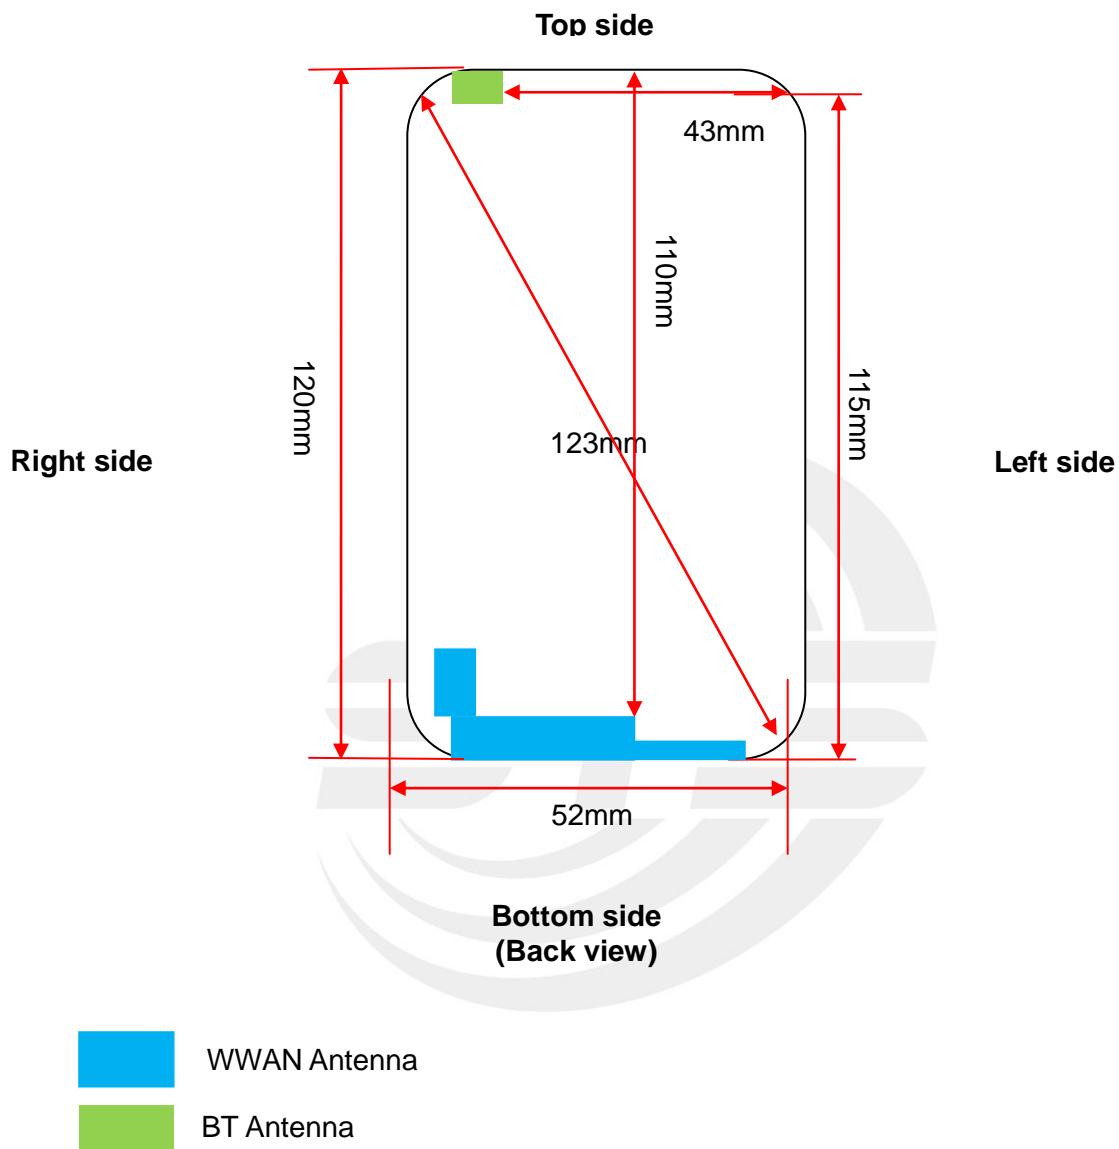 Top side
43mm
110mm
120mm
115mm
123mm
Right side
Left side
52mm
Bottom side
(Back view)
WWAN Antenna
BT Antenna